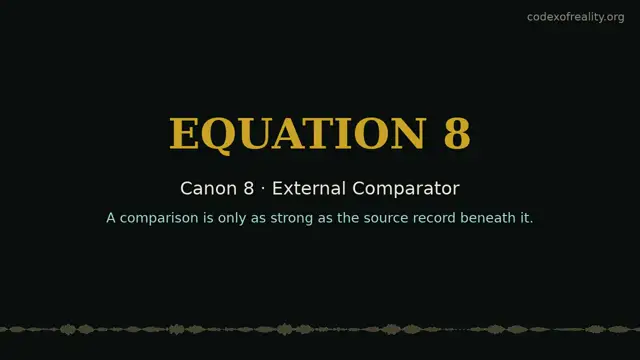 codexofreality.org
EQUATION 8
Canon 8 · External Comparator
A comparison is only as strong as the source record beneath it.